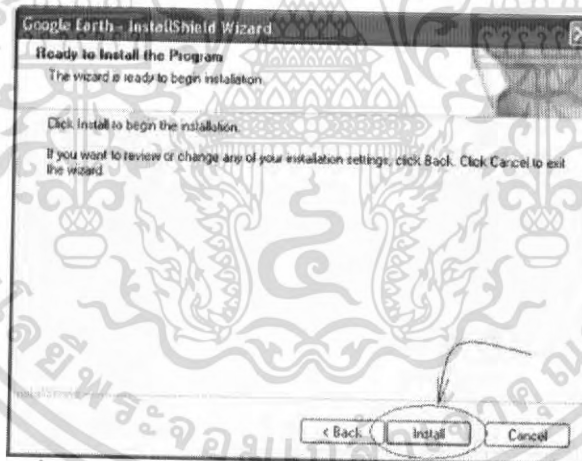 Google Earth - InstallShield Wizard
Ready to Install the Program
The wizard is ready to begin installation.
Click Install to begin the installation.
If you want to review or change any of your installation settings, click Back. Click Cancel to exit
the wizard.
InstallShield
< Back
Install
Cancel